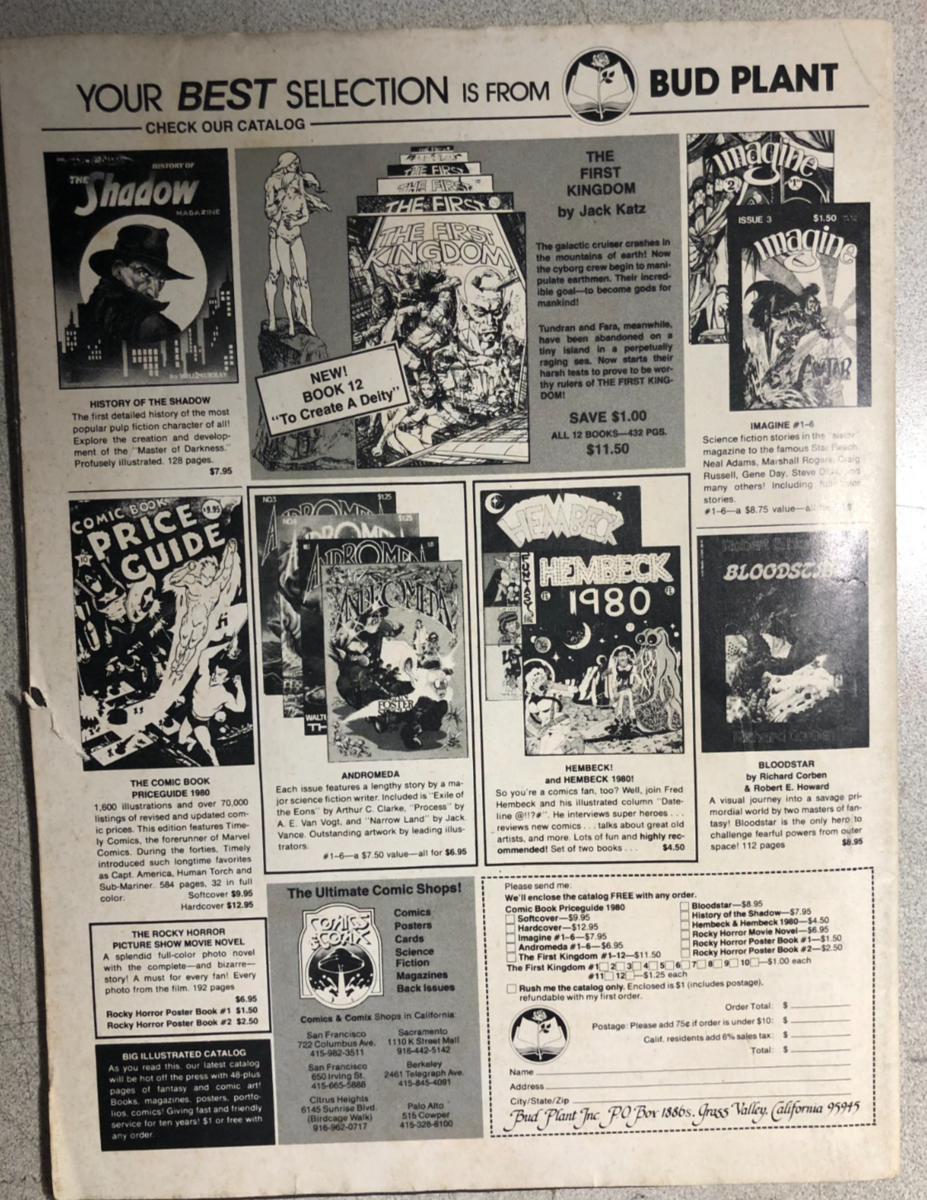 YOUR BEST SELECTION IS FROM BUD PLANT
CHECK OUR CATALOG
HISTORY OF
THE Shadow
MAGAZINE
HISTORY OF THE SHADOW
The first detailed history of the most
popular pulp fiction character of all!
Explore the creation and develop-
ment of the "Master of Darkness."
Profusely illustrated. 128 pages.
$7.95
THE FIRST
THE FIRST
THE FIRST
KINGDOM
NEW!
BOOK 12
"To Create A Deity"
THE
FIRST
KINGDOM
by Jack Katz
The galactic cruiser crashes in
the mountains of earth! Now
the cyborg crew begin to mani-
pulate earthmen. Their incred-
ible goal—to become gods for
mankind!
Tundran and Fara, meanwhile,
have been abandoned on a
tiny island in a perpetually
raging sea. Now starts their
harsh tests to prove to be wor-
thy rulers of THE FIRST KING-
DOM!
SAVE $1.00
ALL 12 BOOKS—432 PGS.
$11.50
imagine
2
ISSUE 3 $1.50
imagine
IMAGINE #1-6
Science fiction stories in the
magazine to the famous Star Reach.
Neal Adams, Marshall Rogers, Craig
Russell, Gene Day, Steve and
many others! Including
stories.
#1-6—a $8.75 value—all
COMIC BOOK $9.95
PRICE
GUIDE
THE COMIC BOOK
PRICEGUIDE 1980
1,600 illustrations and over 70,000
listings of revised and updated com-
ic prices. This edition features Time-
ly Comics, the forerunner of Marvel
Comics. During the forties, Timely
introduced such longtime favorites
as Capt. America, Human Torch and
Sub-Mariner. 584 pages, 32 in full
color. Softcover $9.95
Hardcover $12.95
NO.5 $1.25
ANDROMEDA
$1.25
ANDROMEDA
ANDROMEDA
FOSTER
ANDROMEDA
Each issue features a lengthy story by a ma-
jor science fiction writer. Included is "Exile of
the Eons" by Arthur C. Clarke, "Process" by
A. E. Van Vogt, and "Narrow Land" by Jack
Vance. Outstanding artwork by leading illus-
trators.
#1-6—a $7.50 value—all for $6.95
2
HEMBECK
HEMBECK
1980
HEMBECK!
and HEMBECK 1980!
So you're a comics fan, too? Well, join Fred
Hembeck and his illustrated column "Date-
line @!!?#". He interviews super heroes . . .
reviews new comics . . . talks about great old
artists, and more. Lots of fun and highly rec-
ommended! Set of two books . . . $4.50
BLOODSTAR
BLOODSTAR
by Richard Corben
& Robert E. Howard
A visual journey into a savage pri-
mordial world by two masters of fan-
tasy! Bloodstar is the only hero to
challenge fearful powers from outer
space! 112 pages $8.95
THE ROCKY HORROR
PICTURE SHOW MOVIE NOVEL
A splendid full-color photo novel
with the complete—and bizarre—
story! A must for every fan! Every
photo from the film. 192 pages
$6.95
Rocky Horror Poster Book #1 $1.50
Rocky Horror Poster Book #2 $2.50
BIG ILLUSTRATED CATALOG
As you read this, our latest catalog
will be hot off the press with 48-plus
pages of fantasy and comic art!
Books, magazines, posters, portfo-
lios, comics! Giving fast and friendly
service for ten years! $1 or free with
any order.
The Ultimate Comic Shops!
COMICS
& COMIX
Comics
Posters
Cards
Science
Fiction
Magazines
Back Issues
Comics & Comix Shops in California:
San Francisco
722 Columbus Ave.
415-982-3511
San Francisco
650 Irving St.
415-665-5888
Citrus Heights
6145 Sunrise Blvd.
(Birdcage Walk)
916-962-0717
Sacramento
1110 K Street Mall
916-442-5142
Berkeley
2461 Telegraph Ave.
415-845-4091
Palo Alto
515 Cowper
415-328-8100
Please send me:
We'll enclose the catalog FREE with any order.
Comic Book Priceguide 1980
Softcover—$9.95
Hardcover—$12.95
Imagine #1-6—$7.95
Andromeda #1-6—$6.95
The First Kingdom #1-12—$11.50
Bloodstar—$8.95
History of the Shadow—$7.95
Hembeck & Hembeck 1980—$4.50
Rocky Horror Movie Novel—$6.95
Rocky Horror Poster Book #1—$1.50
Rocky Horror Poster Book #2—$2.50
The First Kingdom #1 2 3 4 5 6 7 8 9 10 —$1.00 each
#11 12 —$1.25 each
Rush me the catalog only. Enclosed is $1 (includes postage),
refundable with my first order.
Order Total: $
Postage: Please add 75¢ if order is under $10: $
Calif. residents add 6% sales tax: $
Total: $
Name
Address
City/State/Zip
Bud Plant Inc. PO Box 1886s, Grass Valley, California 95945